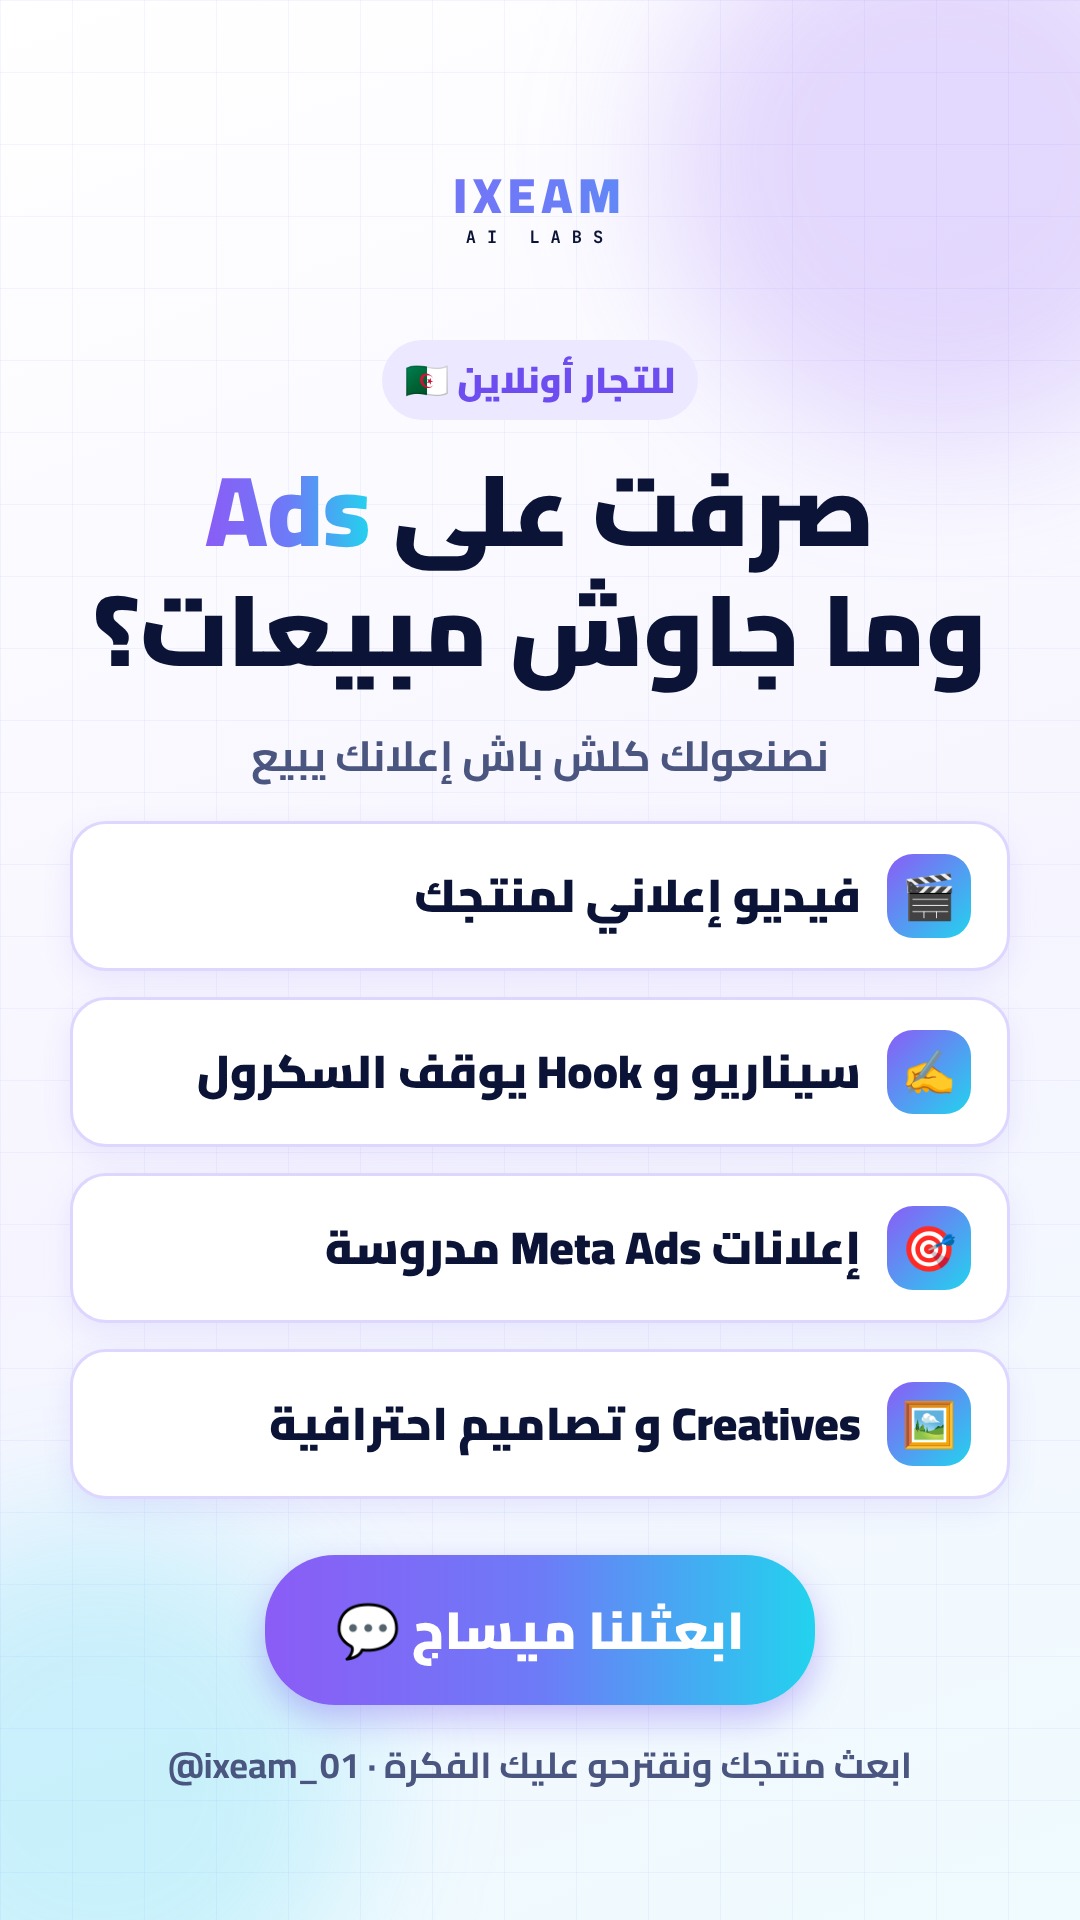 IXEAM
AI LABS
للتجار أونلاين 🇩🇿
صرفت على Ads
وما جاوش مبيعات؟
نصنعولك كلش باش إعلانك يبيع
فيديو إعلاني لمنتجك
سيناريو و Hook يوقف السكرول
إعلانات Meta Ads مدروسة
Creatives و تصاميم احترافية
ابعثلنا ميساج 💬
ابعث منتجك ونقترحو عليك الفكرة · @ixeam_01